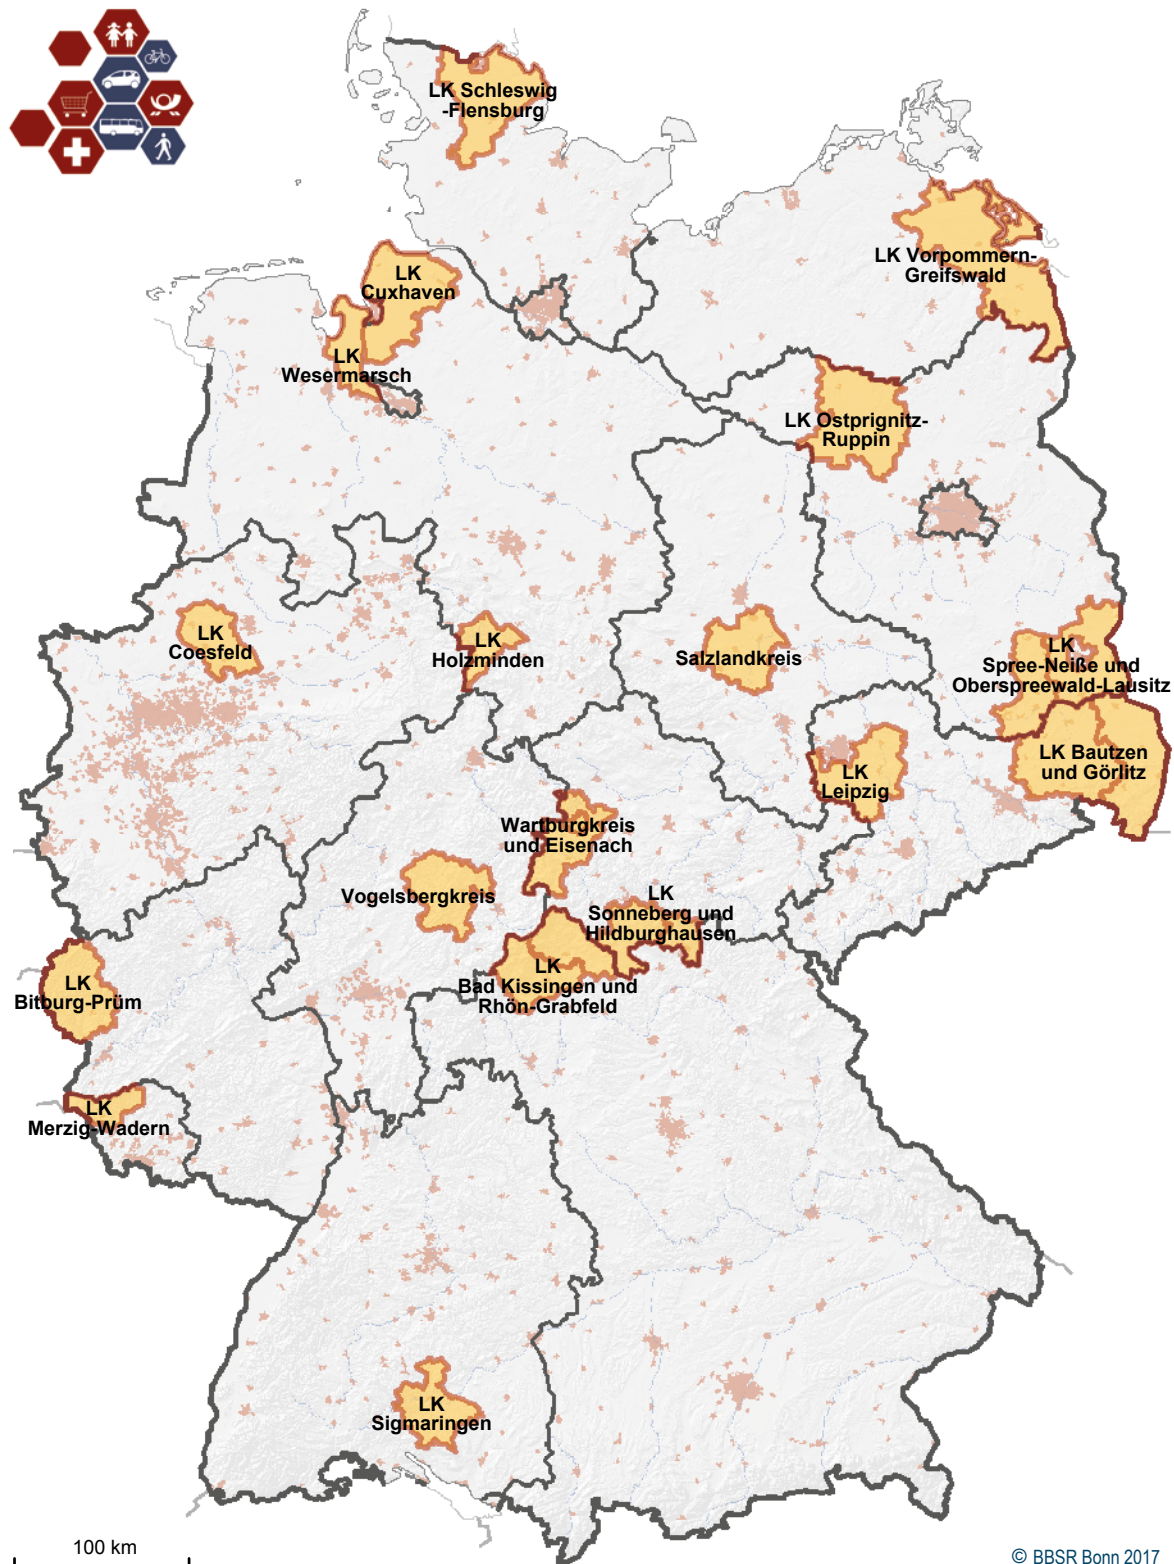 LK Schleswig
-Flensburg
LK
Cuxhaven
LK Vorpommern-
Greifswald
LK
Wesermarsch
LK Ostprignitz-
Ruppin
LK
Coesfeld
LK
Holzminden
Salzlandkreis
LK
Spree-Neiße und
Oberspreewald-Lausitz
LK Bautzen
und Görlitz
LK
Leipzig
Wartburgkreis
und Eisenach
Vogelsbergkreis
LK
Sonneberg und
Hildburghausen
LK
Bad Kissingen und
Rhön-Grabfeld
LK
Bitburg-Prüm
LK
Merzig-Wadern
LK
Sigmaringen
100 km
© BBSR Bonn 2017